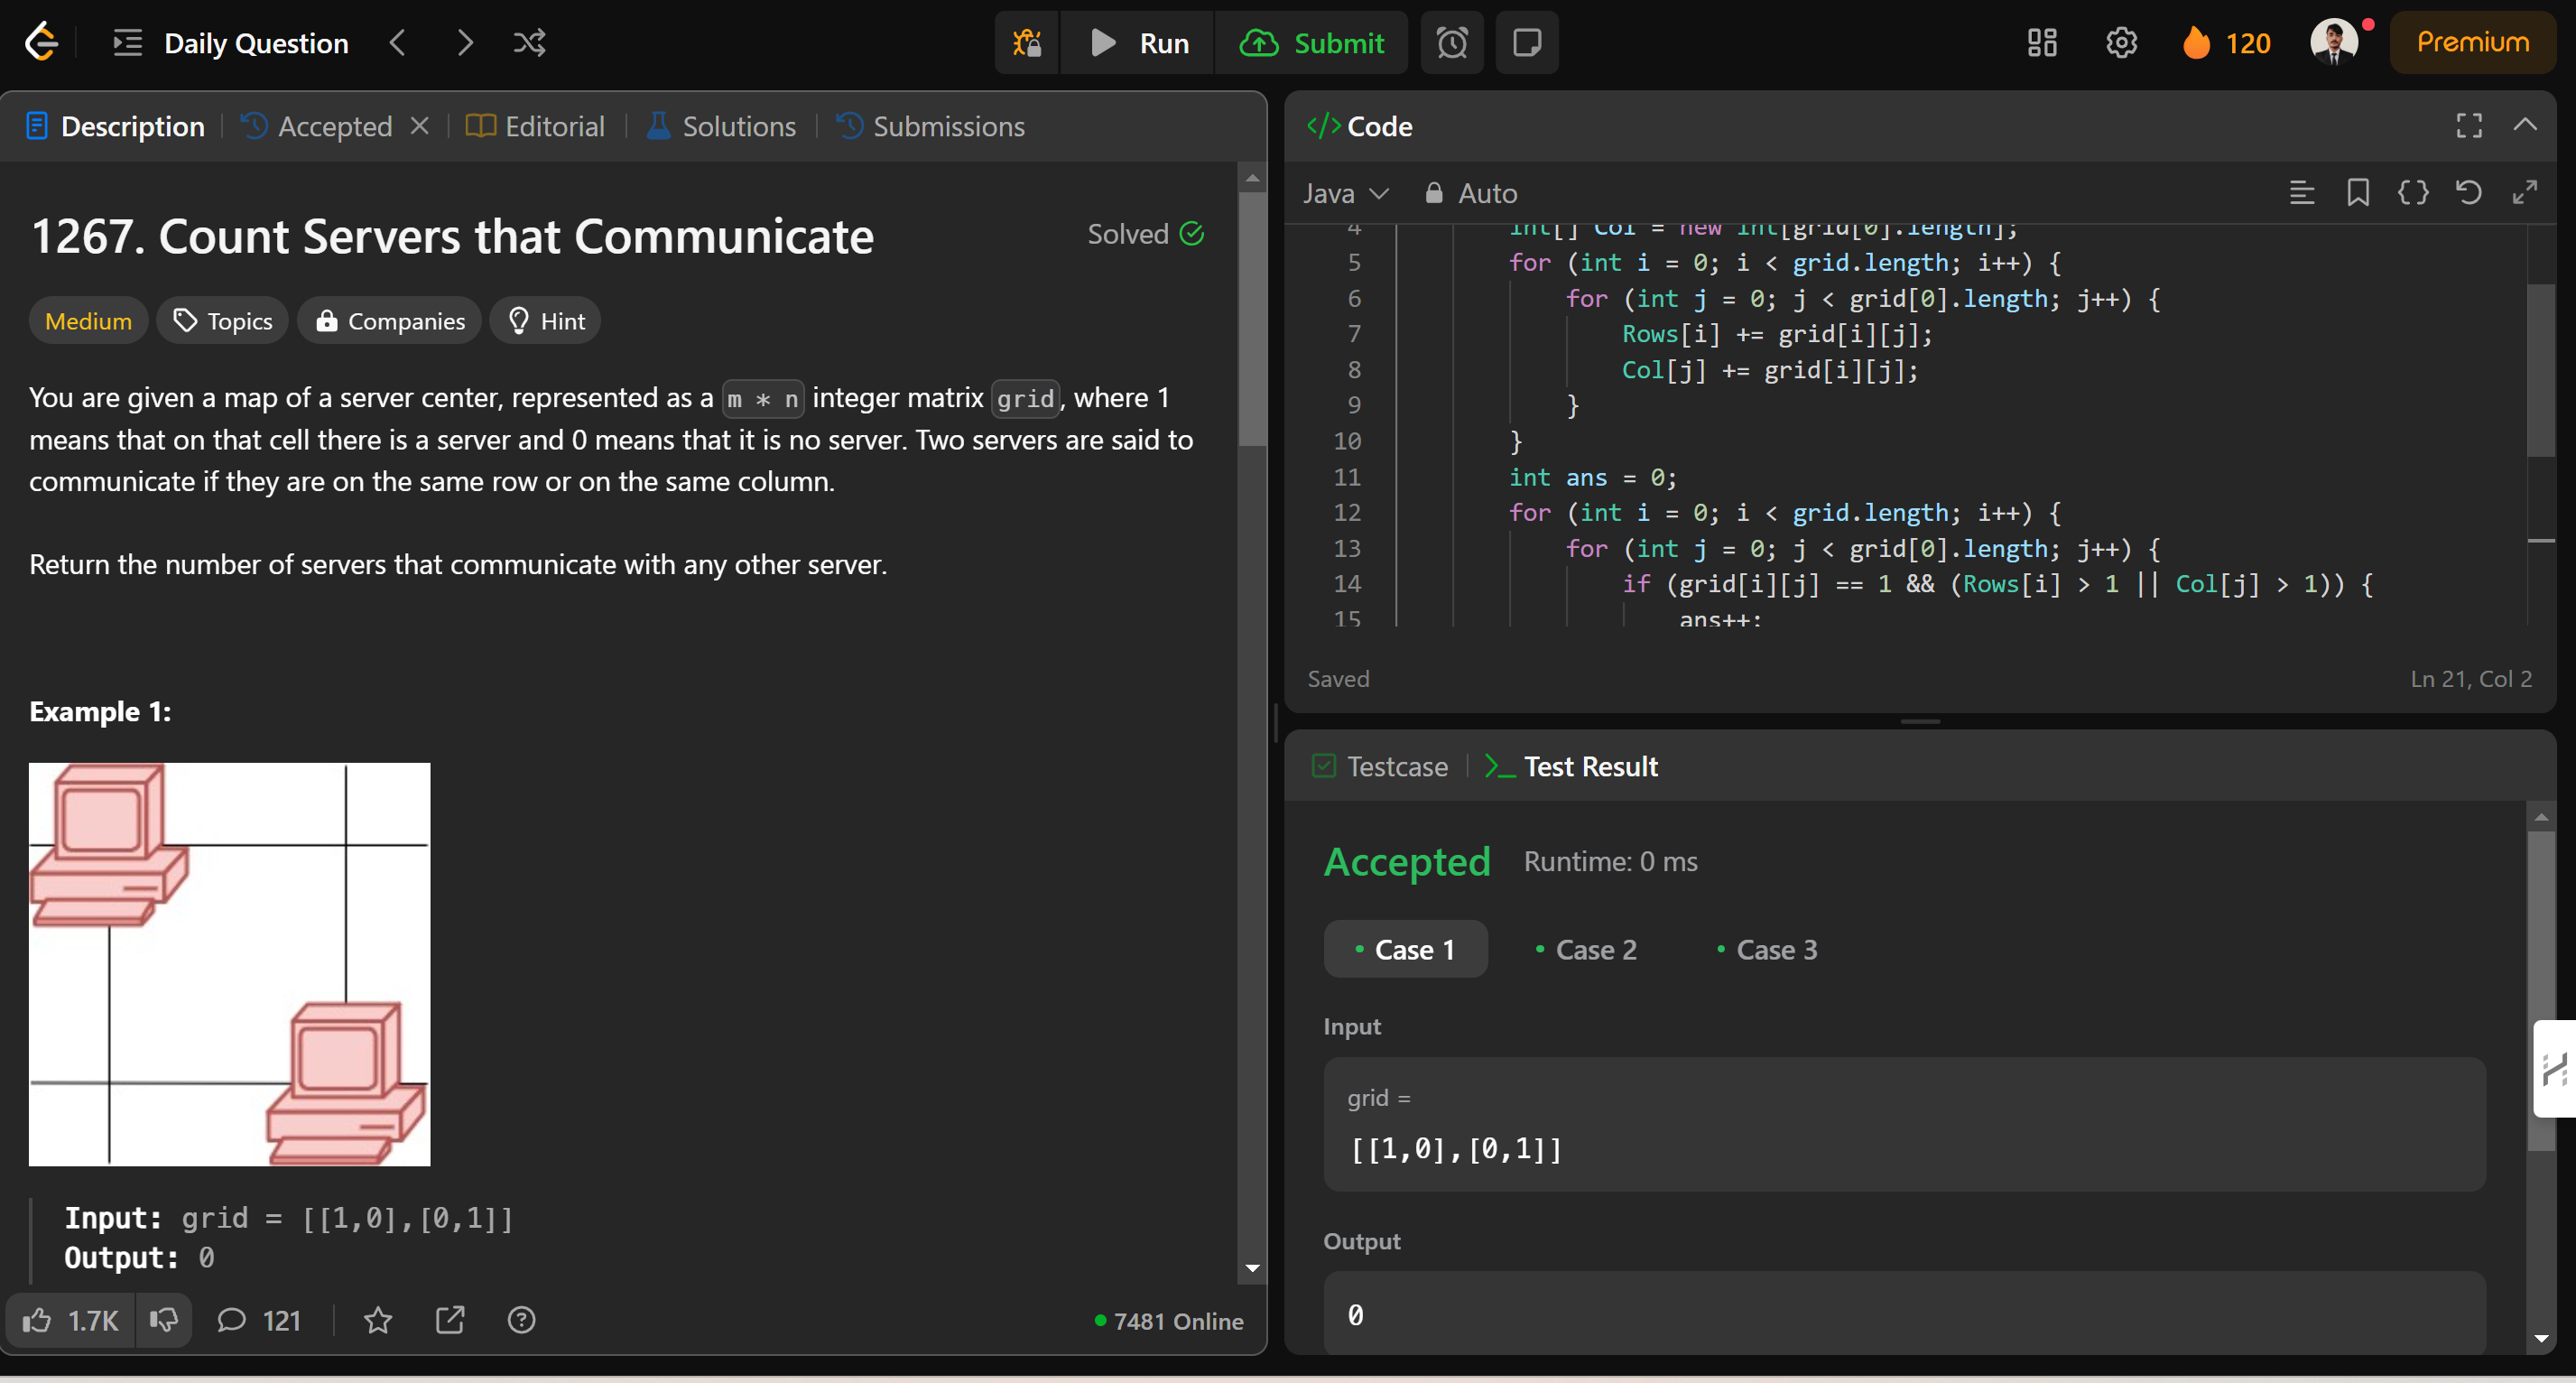 Daily Question
Run
Submit
120
Premium
Description
Accepted
Editorial
Solutions
Submissions
1267. Count Servers that Communicate
Solved
Medium
Topics
Companies
Hint
You are given a map of a server center, represented as a m * n integer matrix grid, where 1
means that on that cell there is a server and 0 means that it is no server. Two servers are said to
communicate if they are on the same row or on the same column.
Return the number of servers that communicate with any other server.
Example 1:
Input: grid = [[1,0],[0,1]]
Output: 0
1.7K
121
7481 Online
</> Code
Java
Auto
4 int[] Col = new int[grid[0].length];
5 for (int i = 0; i < grid.length; i++) {
6 for (int j = 0; j < grid[0].length; j++) {
7 Rows[i] += grid[i][j];
8 Col[j] += grid[i][j];
9 }
10 }
11 int ans = 0;
12 for (int i = 0; i < grid.length; i++) {
13 for (int j = 0; j < grid[0].length; j++) {
14 if (grid[i][j] == 1 && (Rows[i] > 1 || Col[j] > 1)) {
15 ans++;
Saved
Ln 21, Col 2
Testcase
Test Result
Accepted
Runtime: 0 ms
Case 1
Case 2
Case 3
Input
grid =
[[1,0],[0,1]]
Output
0